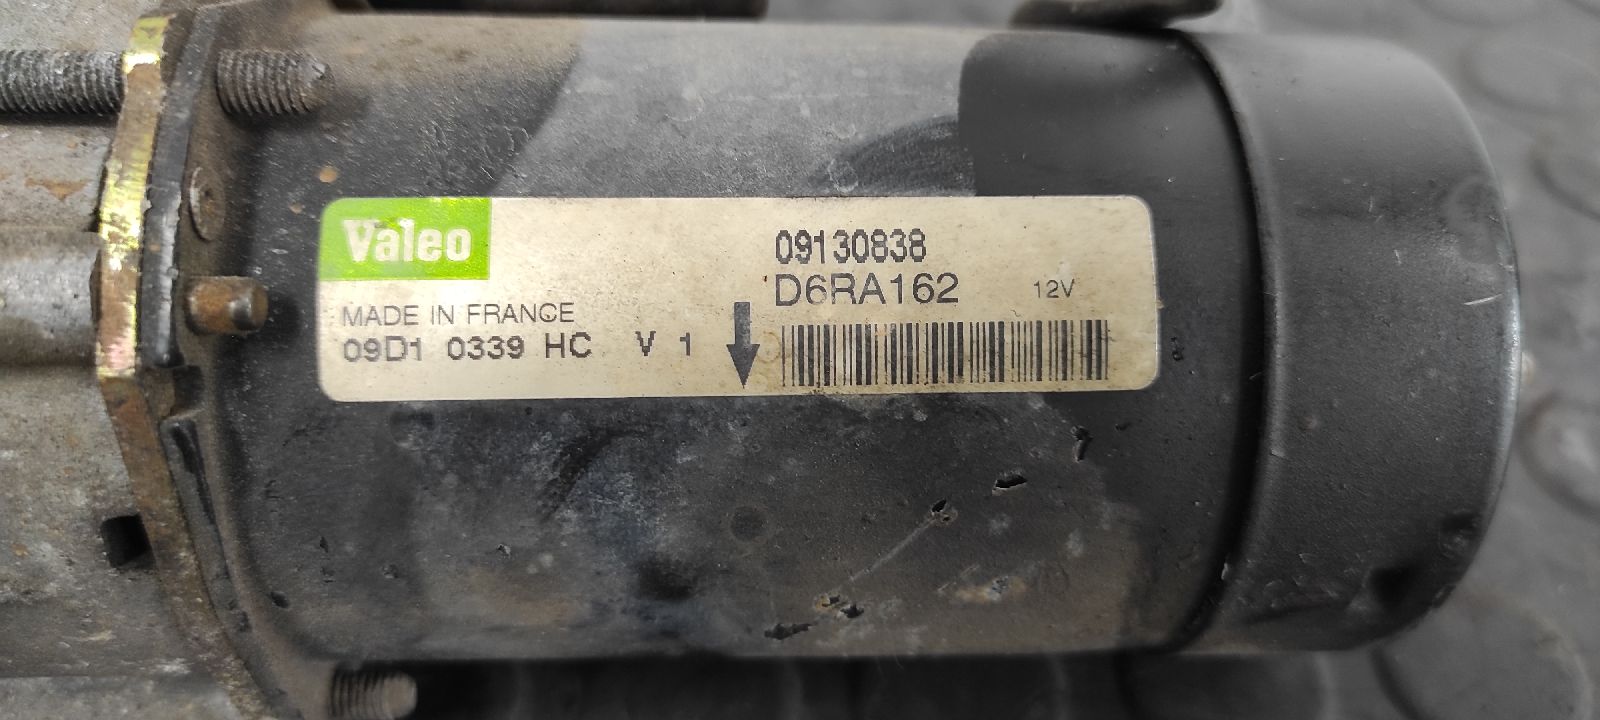 Valeo
09130838
D6RA162 12V
MADE IN FRANCE
09D1 0339 HC V 1